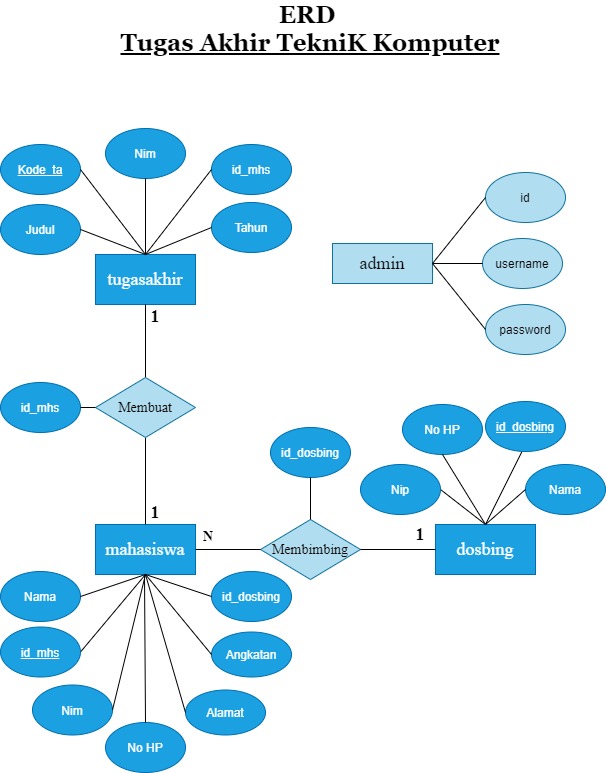 ERD
Tugas Akhir TekniK Komputer
Nim
Kode_ta
id_mhs
Judul
Tahun
id
tugasakhir
admin
username
1
password
id_mhs
Membuat
No HP
id_dosbing
id_dosbing
Nip
Nama
1
N
1
mahasiswa
Membimbing
dosbing
Nama
id_dosbing
id_mhs
Angkatan
Nim
Alamat
No HP